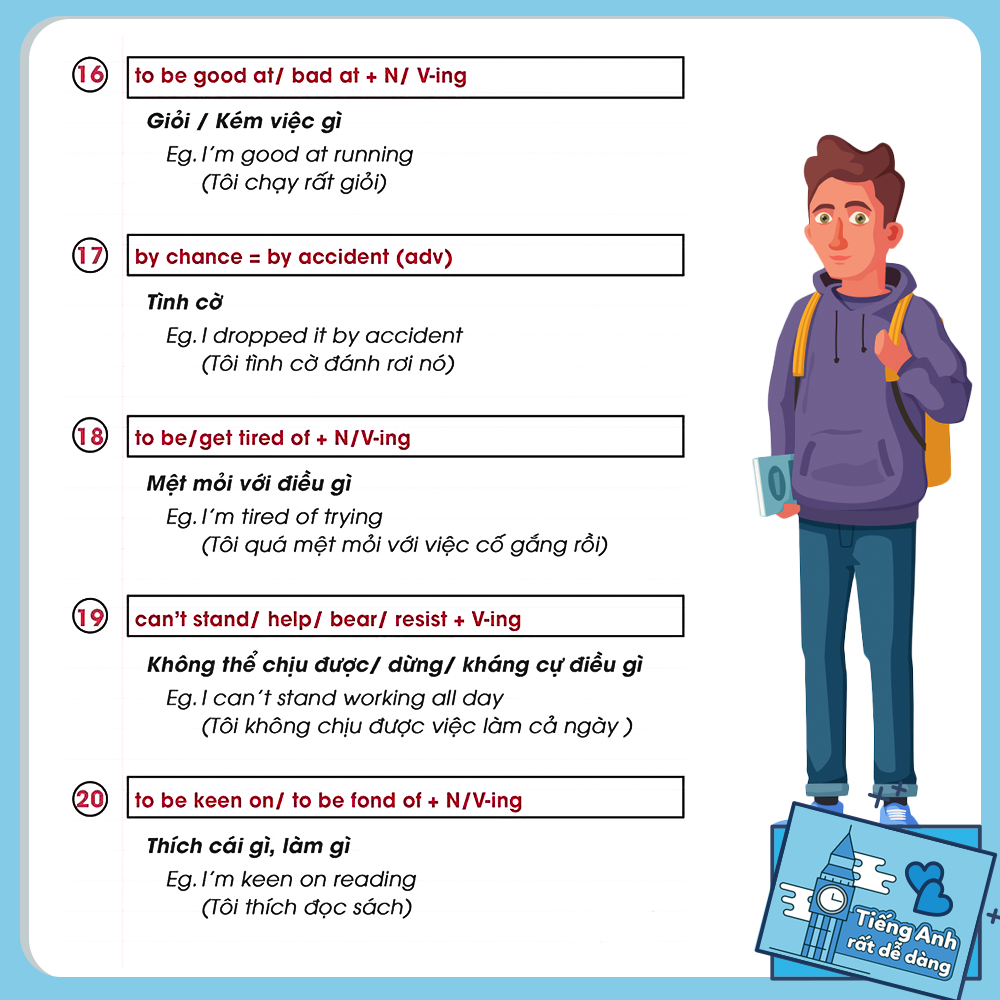 16 to be good at/ bad at + N/ V-ing
Giỏi / Kém việc gì
Eg. I'm good at running
(Tôi chạy rất giỏi)
17 by chance = by accident (adv)
Tình cờ
Eg. I dropped it by accident
(Tôi tình cờ đánh rơi nó)
18 to be/get tired of + N/V-ing
Mệt mỏi với điều gì
Eg. I'm tired of trying
(Tôi quá mệt mỏi với việc cố gắng rồi)
19 can't stand/ help/ bear/ resist + V-ing
Không thể chịu được/ dừng/ kháng cự điều gì
Eg. I can't stand working all day
(Tôi không chịu được việc làm cả ngày )
20 to be keen on/ to be fond of + N/V-ing
Thích cái gì, làm gì
Eg. I'm keen on reading
(Tôi thích đọc sách)
Tiếng Anh
rất dễ dàng